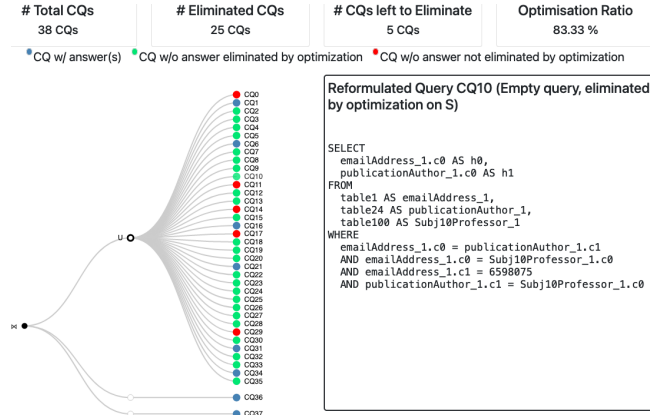 # Total CQs
38 CQs
# Eliminated CQs
25 CQs
# CQs left to Eliminate
5 CQs
Optimisation Ratio
83.33 %
CQ w/ answer(s) CQ w/o answer eliminated by optimization CQ w/o answer not eliminated by optimization
CQ0
CQ1
CQ2
CQ3
CQ4
CQ5
CQ6
CQ7
CQ8
CQ9
CQ10
CQ11
CQ12
CQ13
CQ14
CQ15
CQ16
CQ17
CQ18
CQ19
CQ20
CQ21
CQ22
CQ23
CQ24
CQ25
CQ26
CQ27
CQ28
CQ29
CQ30
CQ31
CQ32
CQ33
CQ34
CQ35
CQ36
CQ37
U
⋈
Reformulated Query CQ10 (Empty query, eliminated
by optimization on S)
SELECT
emailAddress_1.c0 AS h0,
publicationAuthor_1.c0 AS h1
FROM
table1 AS emailAddress_1,
table24 AS publicationAuthor_1,
table100 AS Subj10Professor_1
WHERE
emailAddress_1.c0 = publicationAuthor_1.c1
AND emailAddress_1.c0 = Subj10Professor_1.c0
AND emailAddress_1.c1 = 6598075
AND publicationAuthor_1.c1 = Subj10Professor_1.c0